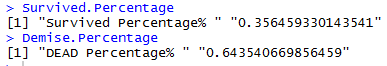 > Survived.Percentage
[1] "Survived Percentage% " "0.356459330143541"
> Demise.Percentage
[1] "DEAD Percentage% " "0.643540669856459"